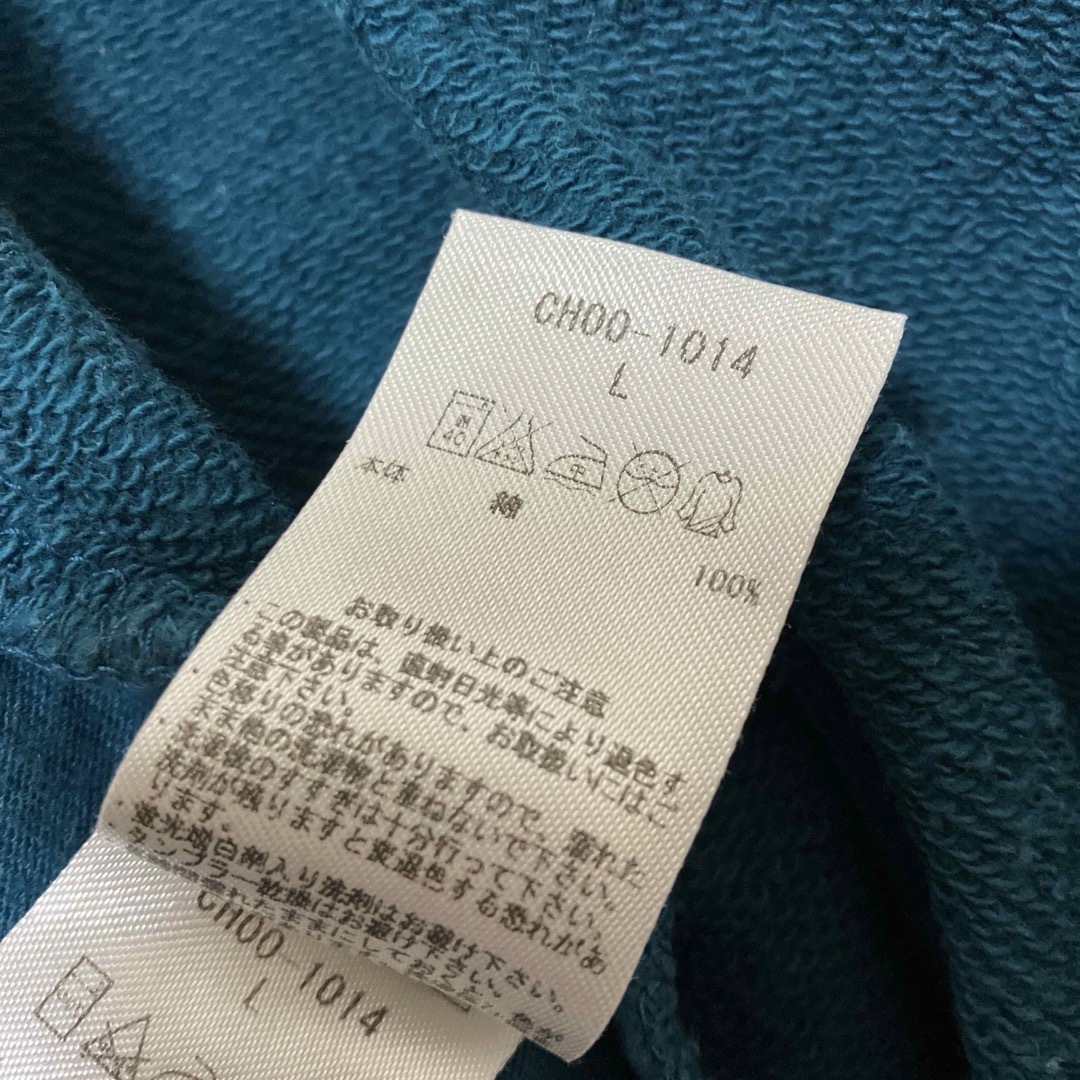 CH00-1014
L
40
中
本体 綿 100%
お取り扱い上のご注意
・この製品は、直射日光等により退色す
る事がありますので、お取扱いにはご
注意下さい。
・色移りの恐れがありますので、濡れた
まま他の洗濯物と重ねないで下さい。
・洗濯後のすすぎは十分行って下さい。
洗剤が残りますと変退色する恐れがあ
ります。
・蛍光増白剤入り洗剤はお避け下さい。
・タンブラー乾燥はお避け下さい。
CH00-1014
L